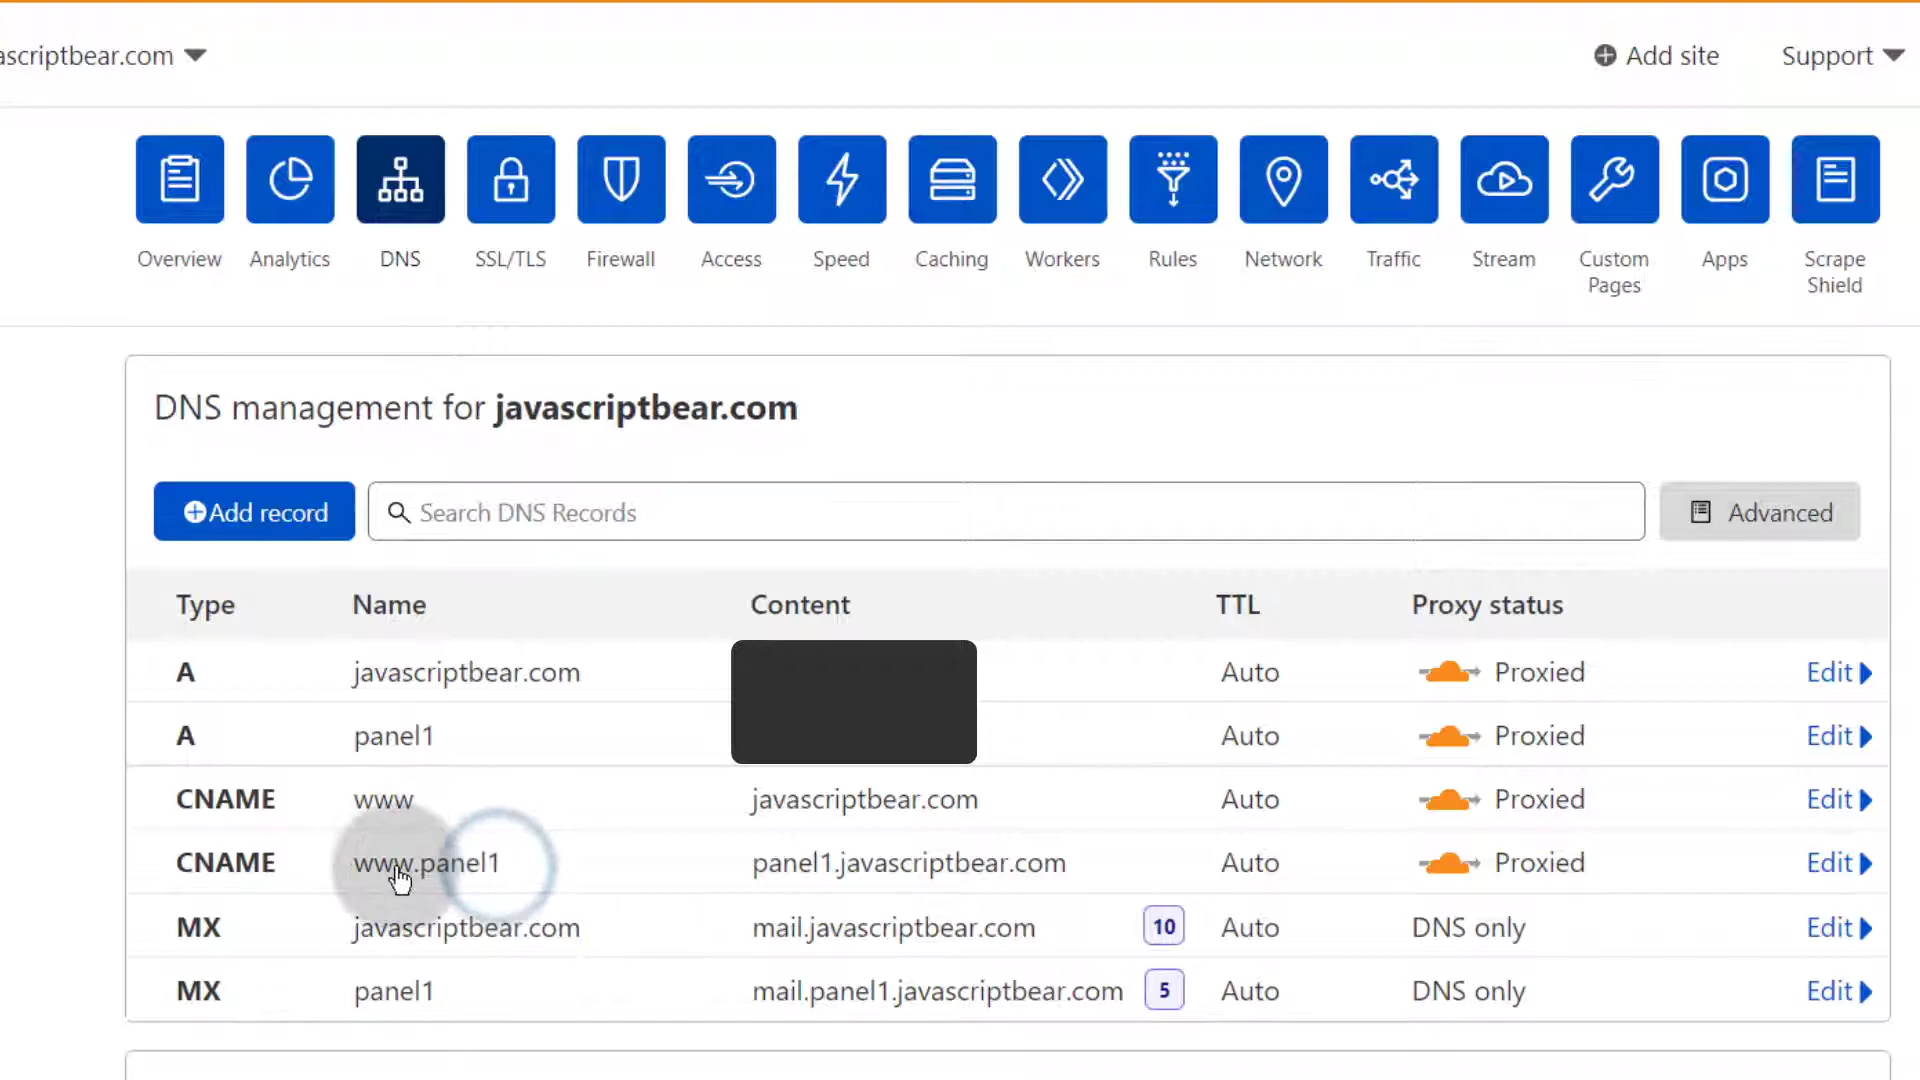 ascriptbear.com
Add site
Support
Overview
Analytics
DNS
SSL/TLS
Firewall
Access
Speed
Caching
Workers
Rules
Network
Traffic
Stream
Custom Pages
Apps
Scrape Shield
DNS management for javascriptbear.com
Add record
Search DNS Records
Advanced
Type Name Content TTL Proxy status
A javascriptbear.com Auto Proxied Edit
A panel1 Auto Proxied Edit
CNAME www javascriptbear.com Auto Proxied Edit
CNAME www.panel1 panel1.javascriptbear.com Auto Proxied Edit
MX javascriptbear.com mail.javascriptbear.com 10 Auto DNS only Edit
MX panel1 mail.panel1.javascriptbear.com 5 Auto DNS only Edit